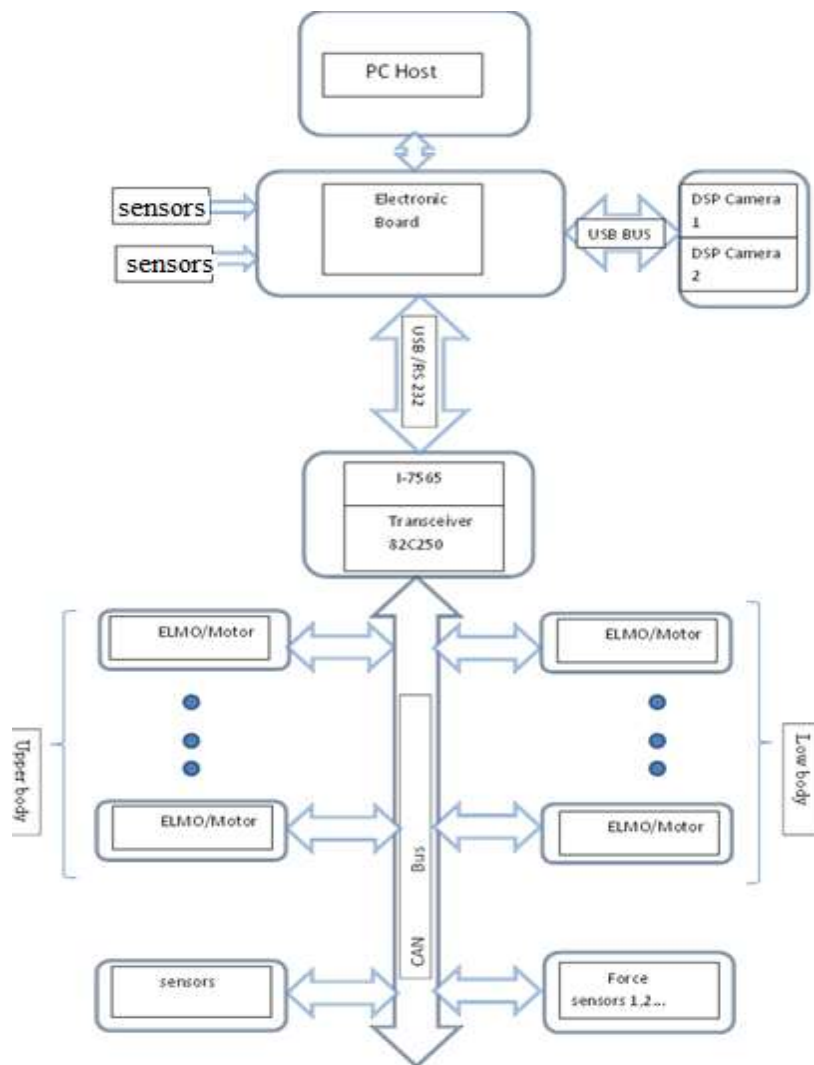 PC Host
sensors
sensors
Electronic
Board
USB BUS
DSP Camera
1
DSP Camera
2
USB /RS 232
I-7565
Transceiver
82C250
ELMO/Motor
ELMO/Motor
Upper body
Low body
ELMO/Motor
ELMO/Motor
CAN bus
sensors
Force
sensors 1,2...